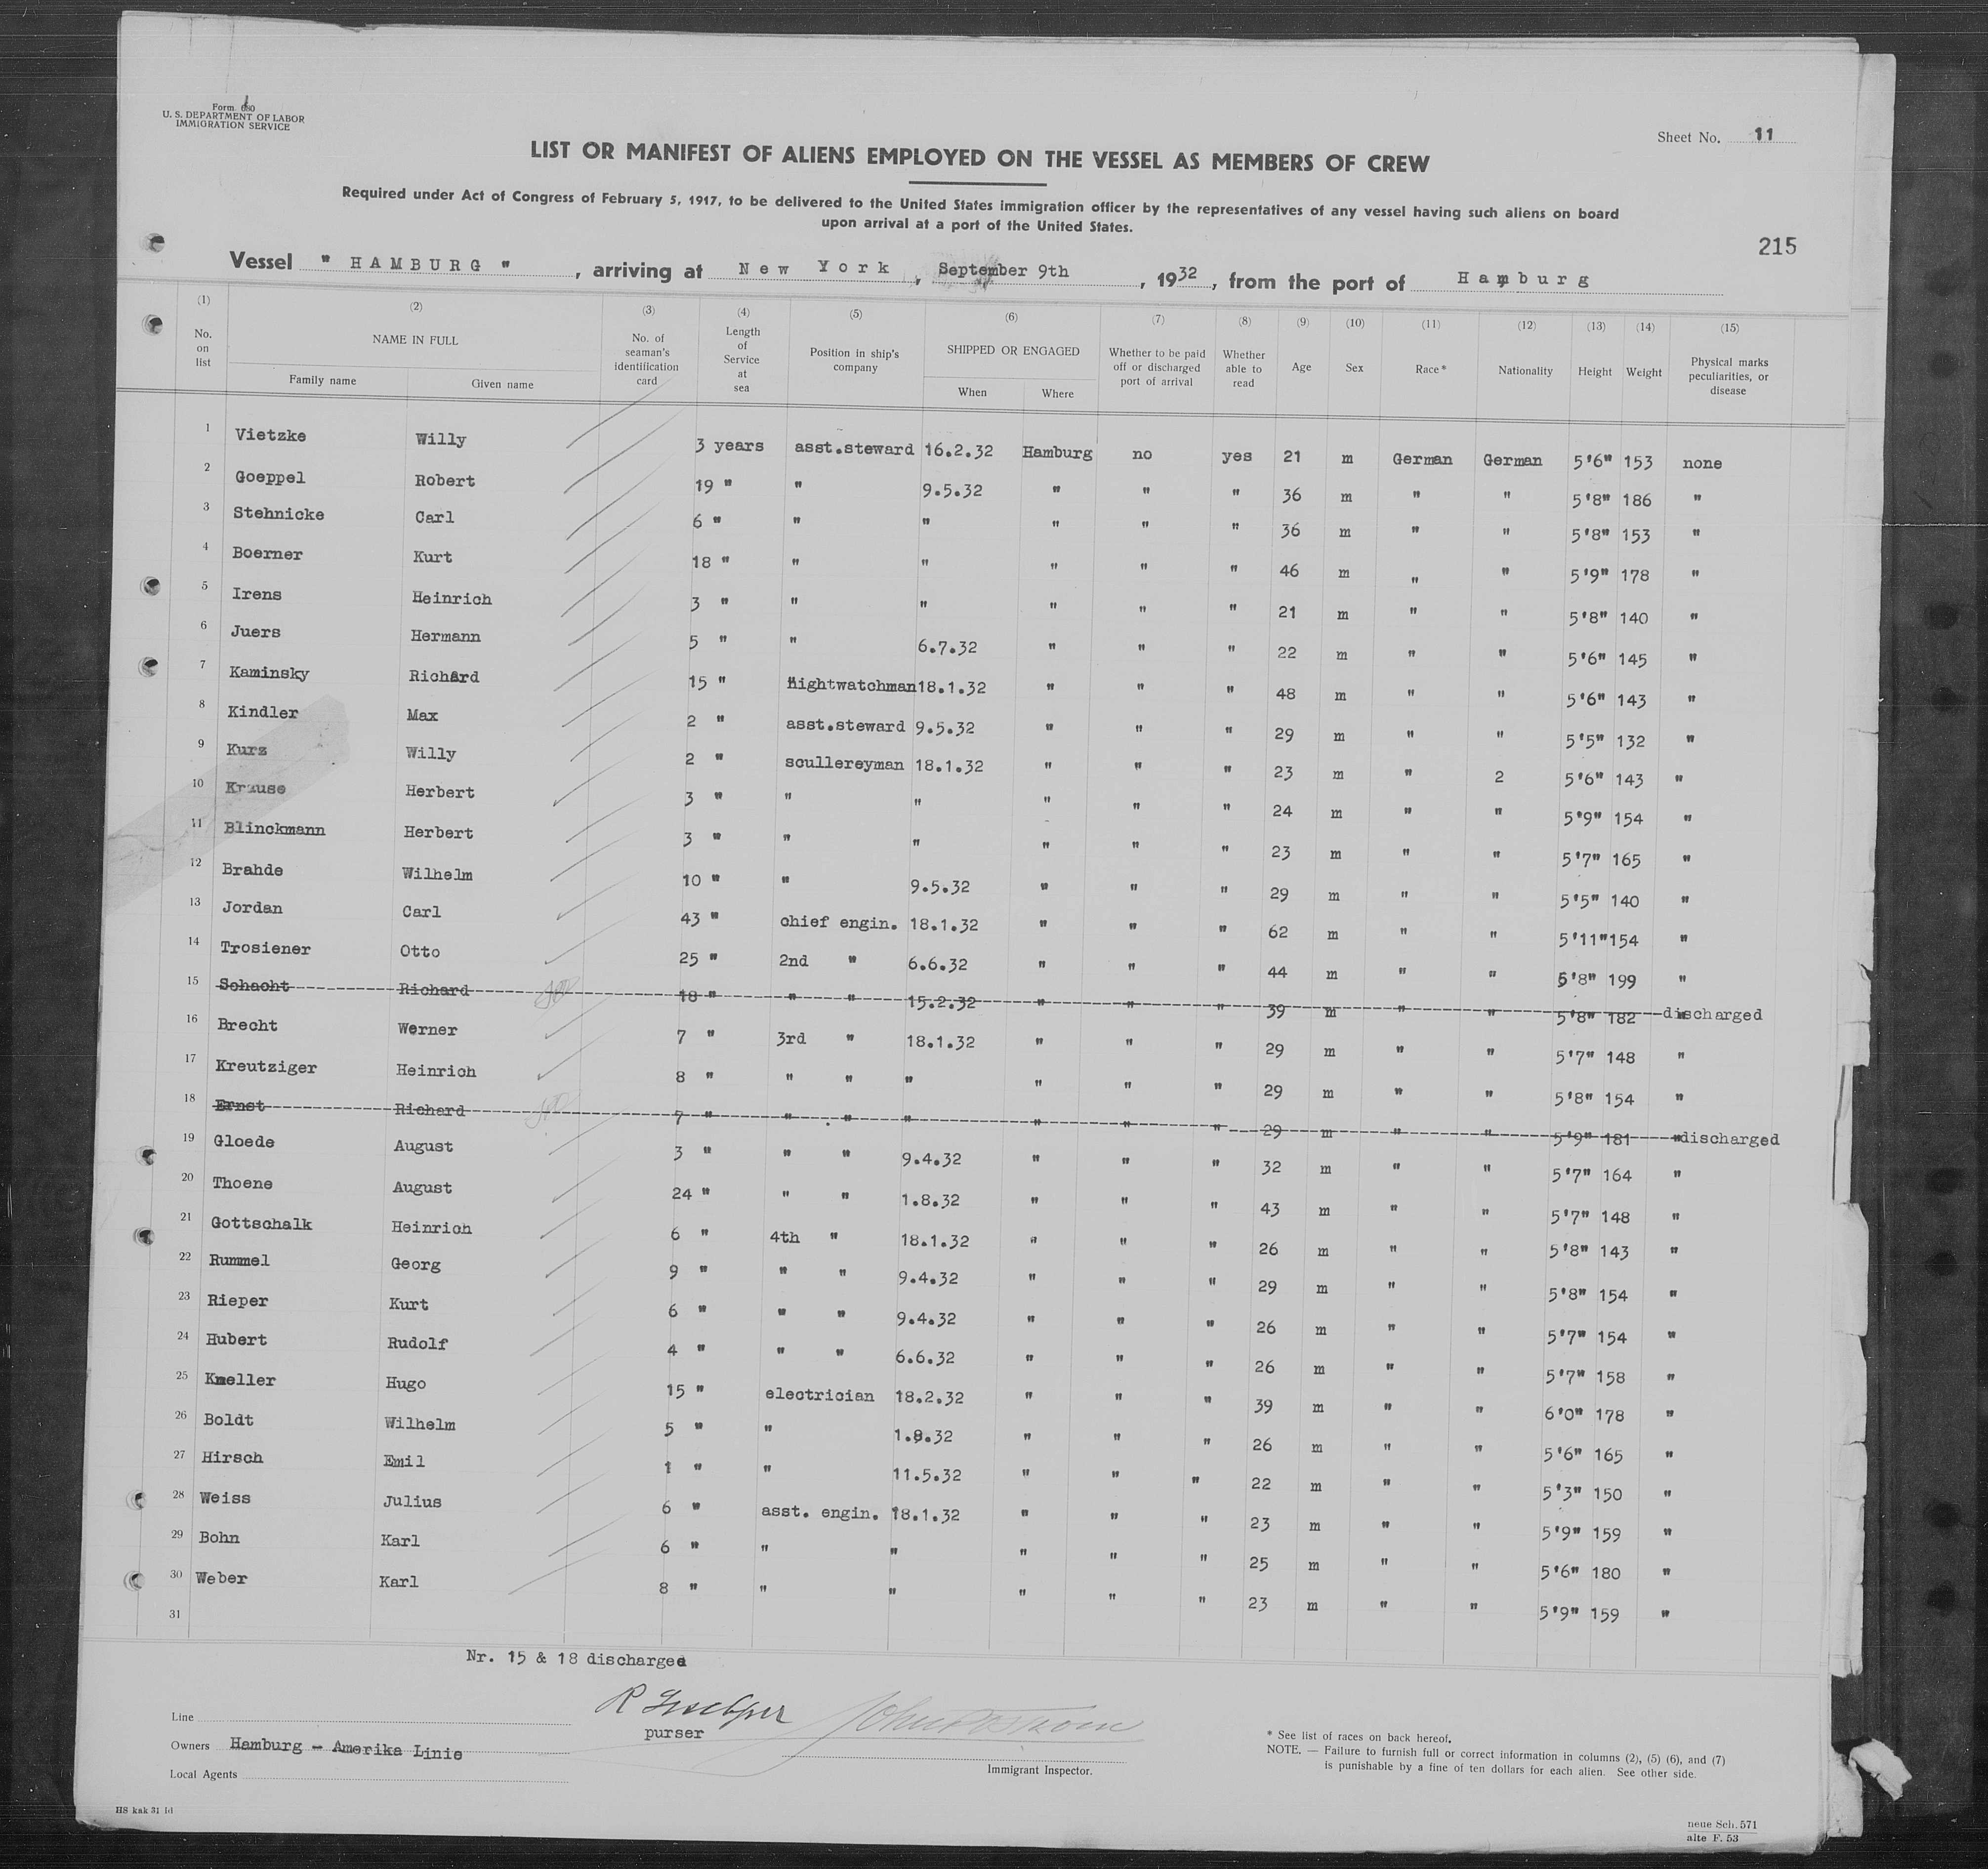 Form 680
U. S. DEPARTMENT OF LABOR
IMMIGRATION SERVICE
Sheet No. 11
LIST OR MANIFEST OF ALIENS EMPLOYED ON THE VESSEL AS MEMBERS OF CREW
Required under Act of Congress of February 5, 1917, to be delivered to the United States immigration officer by the representatives of any vessel having such aliens on board
upon arrival at a port of the United States.
215
Vessel " HAMBURG " , arriving at New York , September 9th , 1932 , from the port of Hamburg
(1) (2) (3) (4) (5) (6) (7) (8) (9) (10) (11) (12) (13) (14) (15)
No. on list NAME IN FULL Family name Given name No. of seaman's identification card Length of Service at sea Position in ship's company SHIPPED OR ENGAGED When Where Whether to be paid off or discharged port of arrival Whether able to read Age Sex Race* Nationality Height Weight Physical marks peculiarities, or disease
1 Vietzke Willy 3 years asst.steward 16.2.32 Hamburg no yes 21 m German German 5'6" 153 none
2 Goeppel Robert 19 " " 9.5.32 " " " 36 m " " 5'8" 186 "
3 Stehnicke Carl 6 " " " " " " 36 m " " 5'8" 153 "
4 Boerner Kurt 18 " " " " " " 46 m " " 5'9" 178 "
5 Irens Heinrich 3 " " " " " " 21 m " " 5'8" 140 "
6 Juers Hermann 5 " " 6.7.32 " " " 22 m " " 5'6" 145 "
7 Kaminsky Richard 15 " nightwatchman 18.1.32 " " " 48 m " " 5'6" 143 "
8 Kindler Max 2 " asst.steward 9.5.32 " " " 29 m " " 5'5" 132 "
9 Kurz Willy 2 " scullereyman 18.1.32 " " " 23 m " 2 5'6" 143 "
10 Krause Herbert 3 " " " " " " 24 m " " 5'9" 154 "
11 Blinckmann Herbert 3 " " " " " " 23 m " " 5'7" 165 "
12 Brahde Wilhelm 10 " " 9.5.32 " " " 29 m " " 5'5" 140 "
13 Jordan Carl 43 " chief engin. 18.1.32 " " " 62 m " " 5'11" 154 "
14 Trosiener Otto 25 " 2nd " 6.6.32 " " " 44 m " " 5'8" 199 "
15 Schacht Richard 18 " " " 15.2.32 " " " 39 m " " 5'8" 182 " discharged
16 Brecht Werner 7 " 3rd " 18.1.32 " " " 29 m " " 5'7" 148 "
17 Kreutziger Heinrich 8 " " " " " " " 29 m " " 5'8" 154 "
18 Ernst Richard 7 " " " " " " " 29 m " " 5'9" 181 " discharged
19 Gloede August 3 " " " 9.4.32 " " " 32 m " " 5'7" 164 "
20 Thoene August 24 " " " 1.8.32 " " " 43 m " " 5'7" 148 "
21 Gottschalk Heinrich 6 " 4th " 18.1.32 " " " 26 m " " 5'8" 143 "
22 Rummel Georg 9 " " " 9.4.32 " " " 29 m " " 5'8" 154 "
23 Rieper Kurt 6 " " " 9.4.32 " " " 26 m " " 5'7" 154 "
24 Hubert Rudolf 4 " " " 6.6.32 " " " 26 m " " 5'7" 158 "
25 Kmeller Hugo 15 " electrician 18.2.32 " " " 39 m " " 6'0" 178 "
26 Boldt Wilhelm 5 " " 1.8.32 " " " 26 m " " 5'6" 165 "
27 Hirsch Emil 1 " " 11.5.32 " " " 22 m " " 5'3" 150 "
28 Weiss Julius 6 " asst. engin. 18.1.32 " " " 23 m " " 5'9" 159 "
29 Bohn Karl 6 " " " " " " 25 m " " 5'6" 180 "
30 Weber Karl 8 " " " " " " 23 m " " 5'9" 159 "
31
Nr. 15 & 18 discharged
Line
purser
Owners Hamburg - Amerika Linie
Immigrant Inspector.
Local Agents
* See list of races on back hereof.
NOTE. — Failure to furnish full or correct information in columns (2), (5) (6), and (7)
is punishable by a fine of ten dollars for each alien. See other side.
HS kak 31 Id
neue Sch. 571
alte F. 53